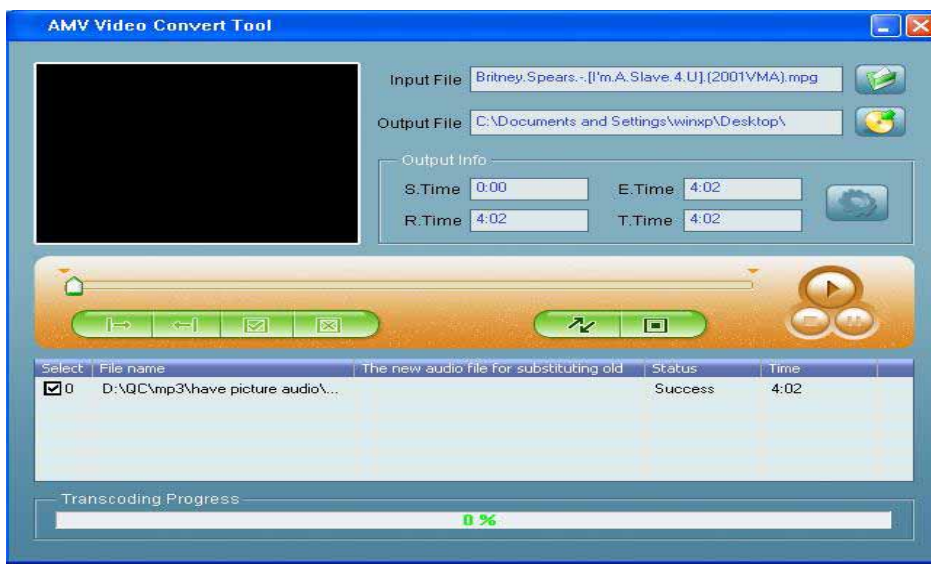 AMV Video Convert Tool
Input File Britney.Spears.-.[I'm.A.Slave.4.U].(2001VMA).mpg
Output File C:\Documents and Settings\winxp\Desktop\
Output Info
S.Time 0:00 E.Time 4:02
R.Time 4:02 T.Time 4:02
Select File name The new audio file for substituting old Status Time
0 D:\QC\mp3\have picture audio\... Success 4:02
Transcoding Progress
0 %